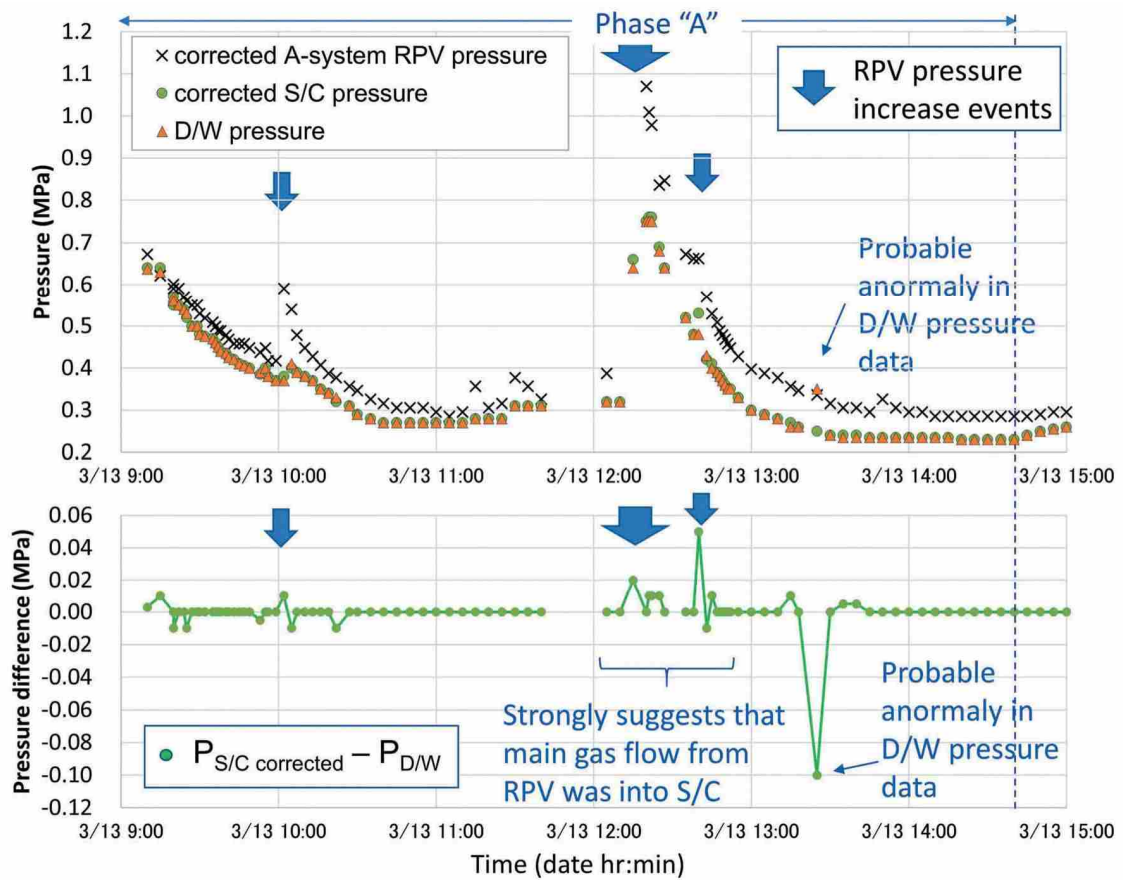 Phase “A”
1.2
1.1
1.0
0.9
0.8
0.7
0.6
0.5
0.4
0.3
0.2
Pressure (MPa)
× corrected A-system RPV pressure
corrected S/C pressure
D/W pressure
RPV pressure
increase events
Probable
anormaly in
D/W pressure
data
3/13 9:00
3/13 10:00
3/13 11:00
3/13 12:00
3/13 13:00
3/13 14:00
3/13 15:00
0.06
0.04
0.02
0.00
-0.02
-0.04
-0.06
-0.08
-0.10
-0.12
Pressure difference (MPa)
P S/C corrected – P D/W
Strongly suggests that
main gas flow from
RPV was into S/C
Probable
anormaly in
D/W pressure
data
3/13 9:00
3/13 10:00
3/13 11:00
3/13 12:00
3/13 13:00
3/13 14:00
3/13 15:00
Time (date hr:min)